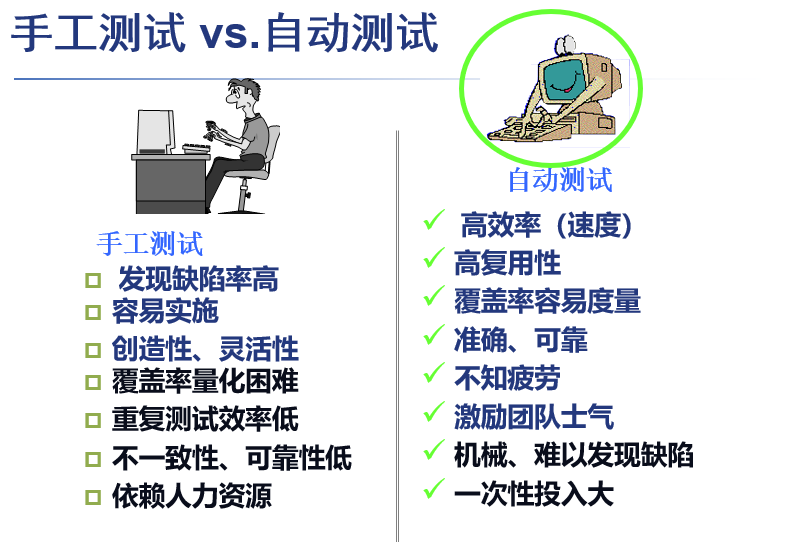 手工测试 vs.自动测试
手工测试
发现缺陷率高
容易实施
创造性、灵活性
覆盖率量化困难
重复测试效率低
不一致性、可靠性低
依赖人力资源
自动测试
高效率（速度）
高复用性
覆盖率容易度量
准确、可靠
不知疲劳
激励团队士气
机械、难以发现缺陷
一次性投入大